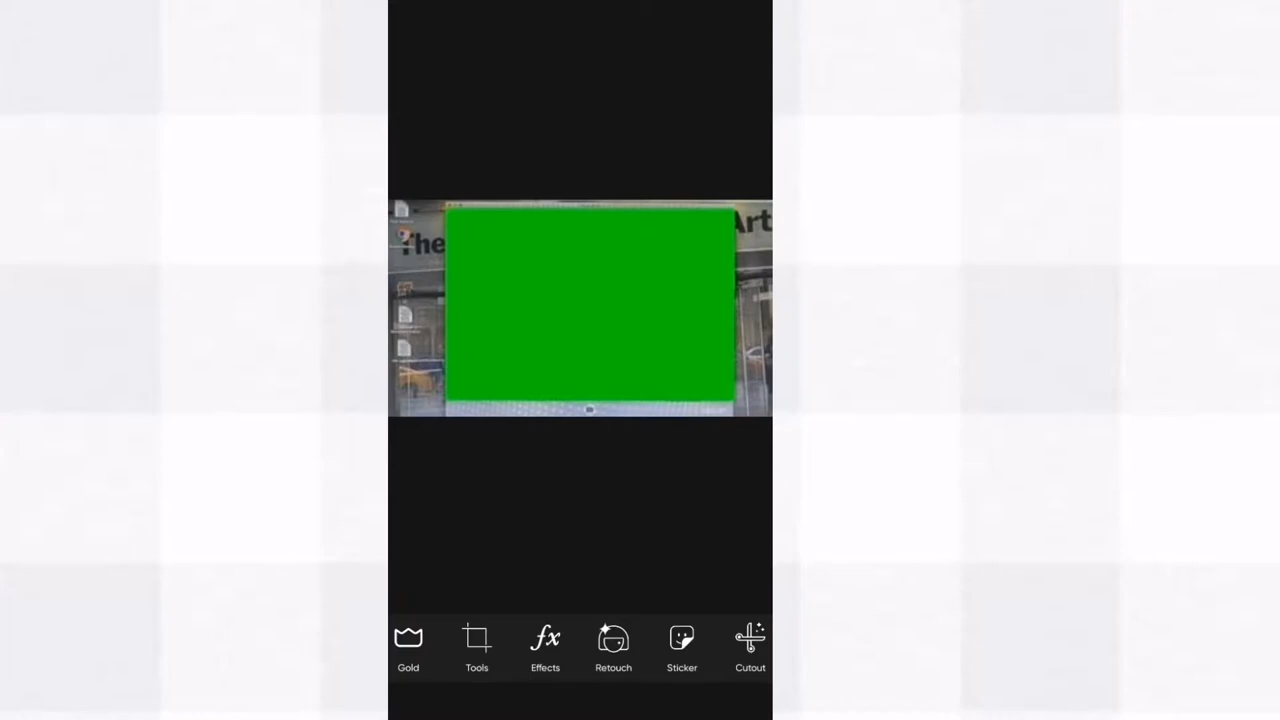 The
Art
Gold
Tools
Effects
Retouch
Sticker
Cutout